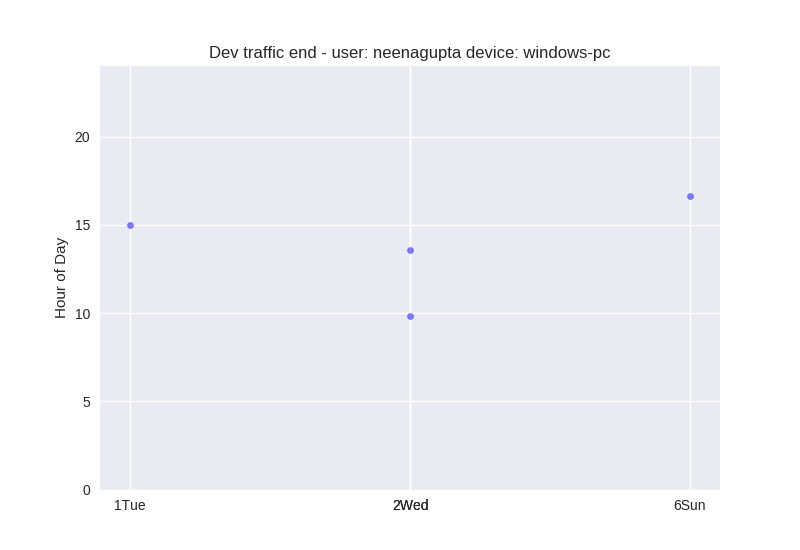 Dev traffic end - user: neenagupta device: windows-pc
Hour of Day
20
15
10
5
0
1Tue 2Wed 6Sun